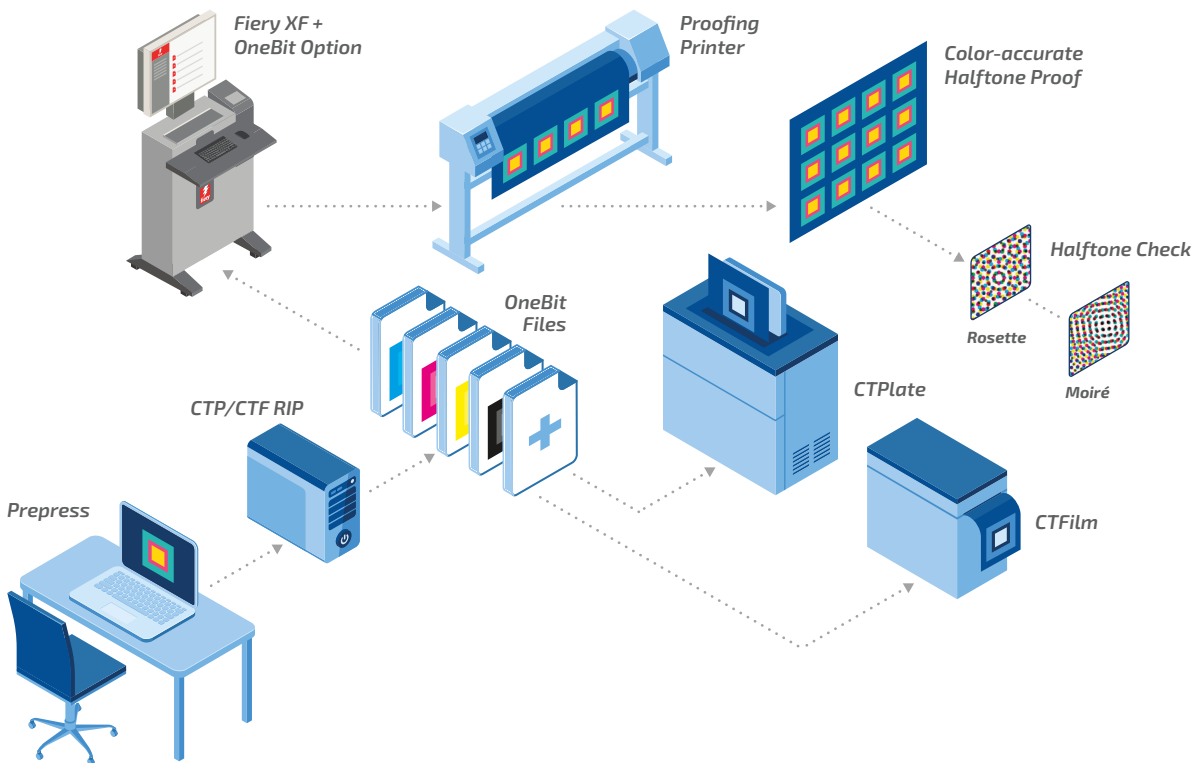 Fiery XF +
OneBit Option
Proofing
Printer
Color-accurate
Halftone Proof
Halftone Check
Rosette
Moiré
OneBit
Files
CTPlate
CTP/CTF RIP
CTFilm
Prepress
fiery